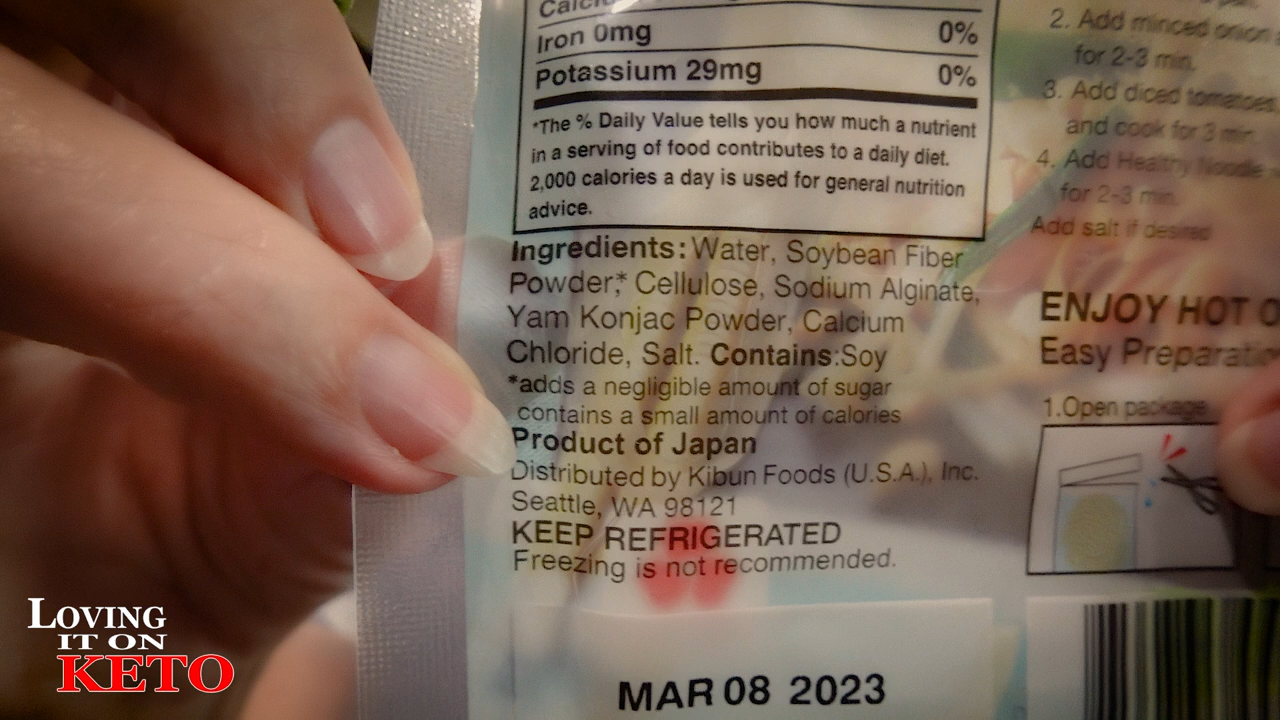 Iron 0mg 0%
Potassium 29mg 0%
*The % Daily Value tells you how much a nutrient
in a serving of food contributes to a daily diet.
2,000 calories a day is used for general nutrition
advice.
Ingredients: Water, Soybean Fiber
Powder,* Cellulose, Sodium Alginate,
Yam Konjac Powder, Calcium
Chloride, Salt. Contains:Soy
*adds a negligible amount of sugar
contains a small amount of calories
Product of Japan
Distributed by Kibun Foods (U.S.A.), Inc.
Seattle, WA 98121
KEEP REFRIGERATED
Freezing is not recommended.
MAR 08 2023
2. Add minced onion
for 2-3 min.
3. Add diced tomatoes
and cook for 3 min.
4. Add Healthy Noodle
for 2-3 min.
Add salt if desired
ENJOY HOT
Easy
1.Open package
LOVING
IT ON
KETO